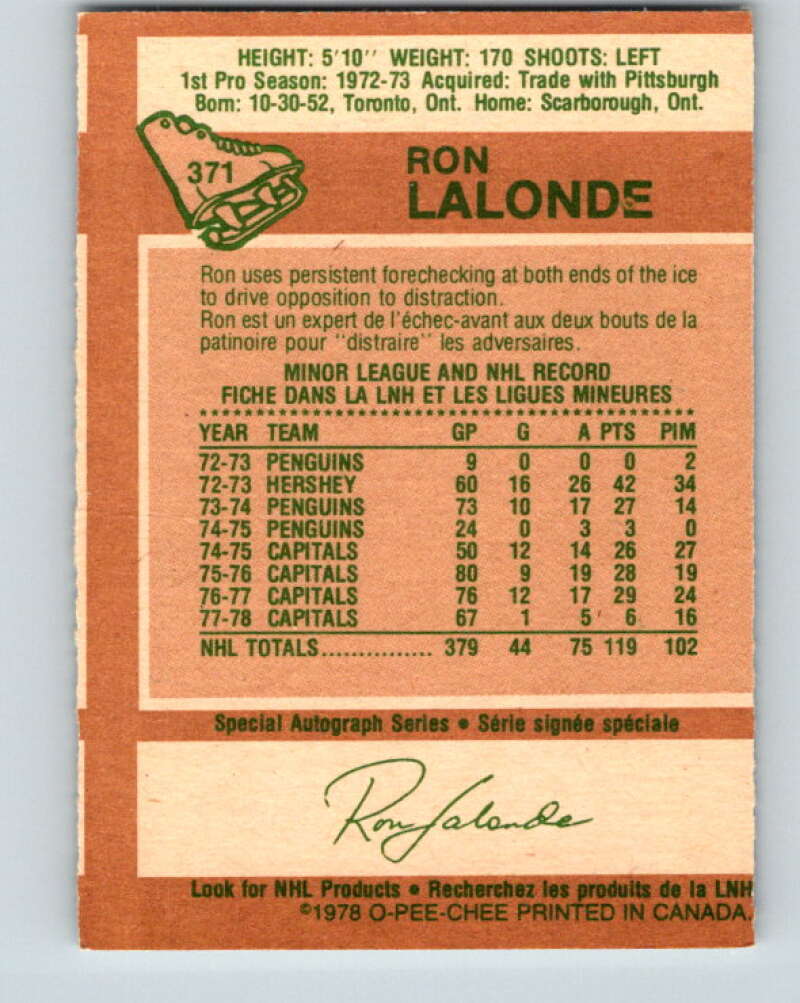 HEIGHT: 5'10'' WEIGHT: 170 SHOOTS: LEFT
1st Pro Season: 1972-73 Acquired: Trade with Pittsburgh
Born: 10-30-52, Toronto, Ont. Home: Scarborough, Ont.
371
RON
LALONDE
Ron uses persistent forechecking at both ends of the ice
to drive opposition to distraction.
Ron est un expert de l'échec-avant aux deux bouts de la
patinoire pour "distraire" les adversaires.
MINOR LEAGUE AND NHL RECORD
FICHE DANS LA LNH ET LES LIGUES MINEURES
YEAR TEAM GP G A PTS PIM
72-73 PENGUINS 9 0 0 0 2
72-73 HERSHEY 60 16 26 42 34
73-74 PENGUINS 73 10 17 27 14
74-75 PENGUINS 24 0 3 3 0
74-75 CAPITALS 50 12 14 26 27
75-76 CAPITALS 80 9 19 28 19
76-77 CAPITALS 76 12 17 29 24
77-78 CAPITALS 67 1 5 6 16
NHL TOTALS............... 379 44 75 119 102
Special Autograph Series • Série signée spéciale
Ron Lalonde
Look for NHL Products • Recherchez les produits de la LNH
©1978 O-PEE-CHEE PRINTED IN CANADA.